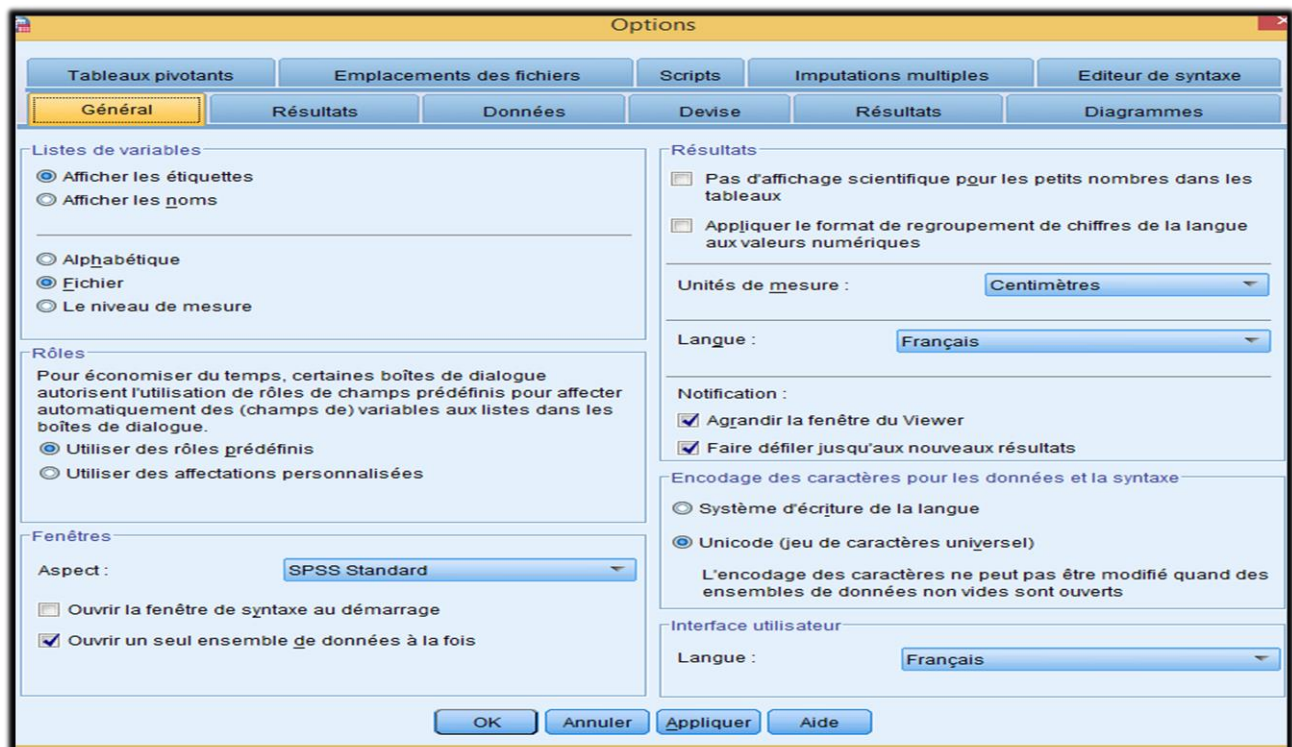 Options
Tableaux pivotants
Emplacements des fichiers
Scripts
Imputations multiples
Editeur de syntaxe
Général
Résultats
Données
Devise
Résultats
Diagrammes
Listes de variables
Afficher les étiquettes
Afficher les noms
Alphabétique
Fichier
Le niveau de mesure
Rôles
Pour économiser du temps, certaines boîtes de dialogue
autorisent l'utilisation de rôles de champs prédéfinis pour affecter
automatiquement des (champs de) variables aux listes dans les
boîtes de dialogue.
Utiliser des rôles prédéfinis
Utiliser des affectations personnalisées
Fenêtres
Aspect :
SPSS Standard
Ouvrir la fenêtre de syntaxe au démarrage
Ouvrir un seul ensemble de données à la fois
Résultats
Pas d'affichage scientifique pour les petits nombres dans les
tableaux
Appliquer le format de regroupement de chiffres de la langue
aux valeurs numériques
Unités de mesure :
Centimètres
Langue :
Français
Notification :
Agrandir la fenêtre du Viewer
Faire défiler jusqu'aux nouveaux résultats
Encodage des caractères pour les données et la syntaxe
Système d'écriture de la langue
Unicode (jeu de caractères universel)
L'encodage des caractères ne peut pas être modifié quand des
ensembles de données non vides sont ouverts
Interface utilisateur
Langue :
Français
OK
Annuler
Appliquer
Aide